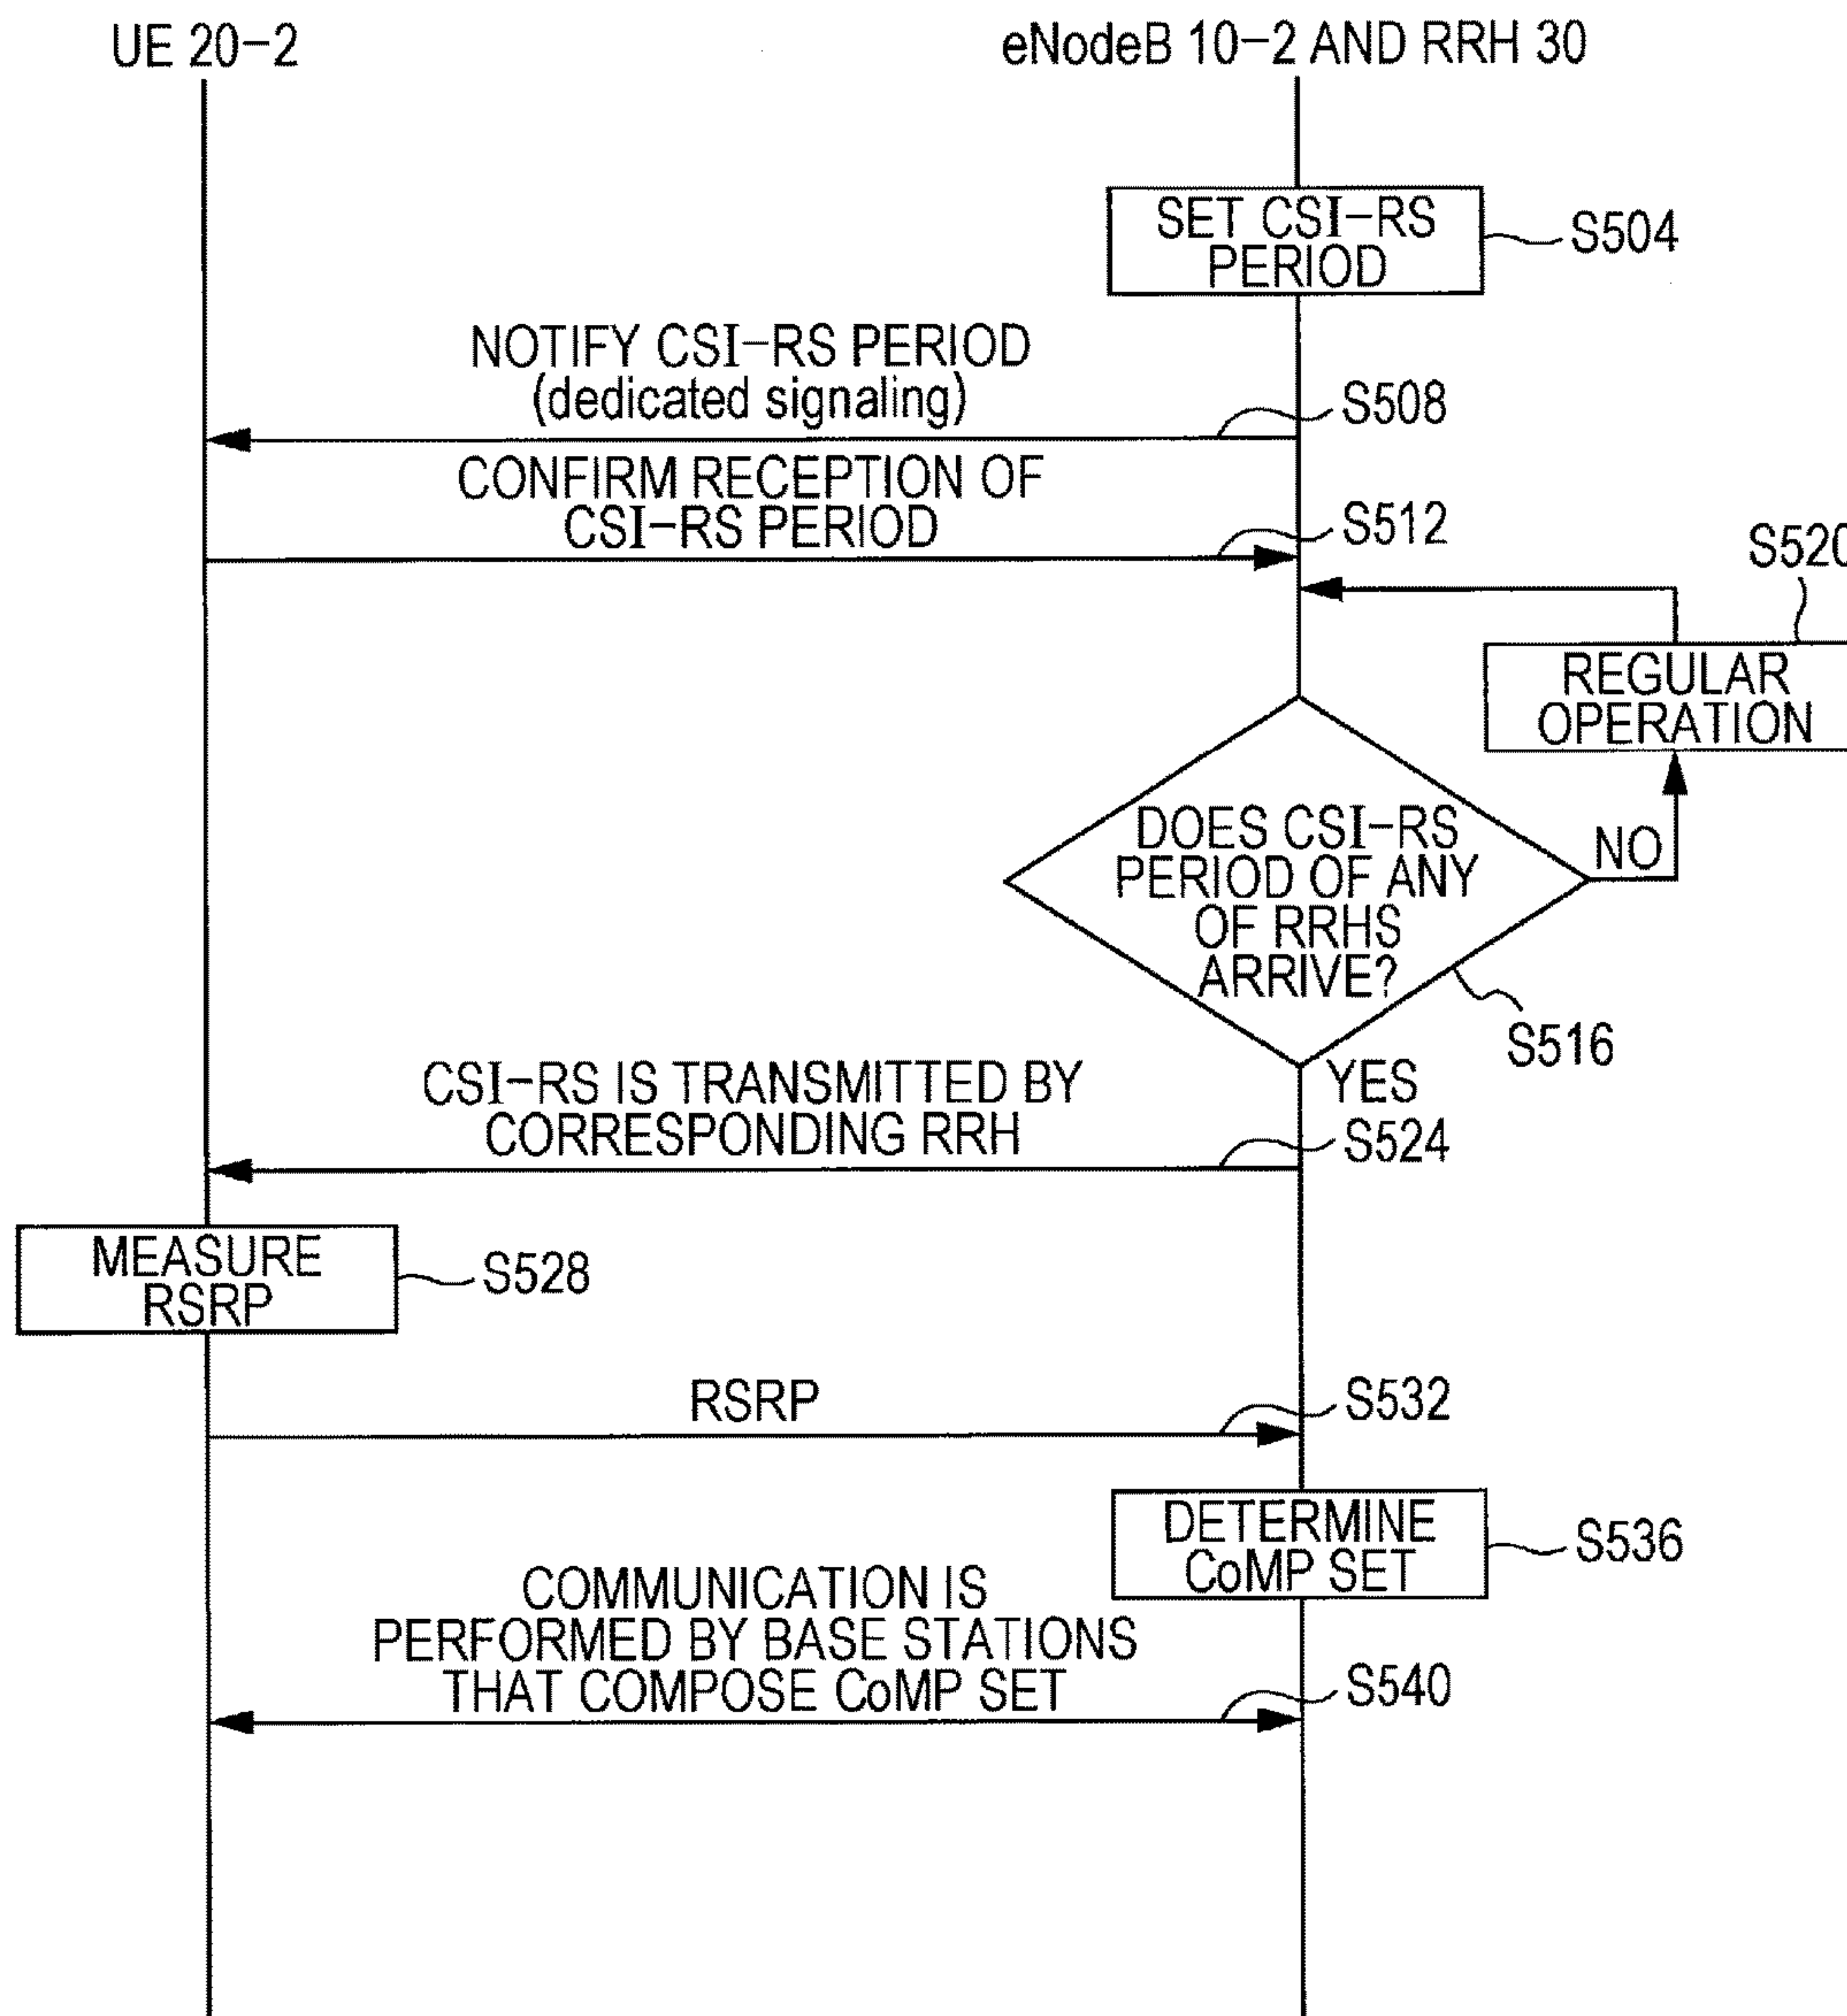 UE 20-2
eNodeB 10-2 AND RRH 30
SET CSI-RS
PERIOD
S504
NOTIFY CSI-RS PERIOD
(dedicated signaling)
S508
CONFIRM RECEPTION OF
CSI-RS PERIOD
S512
S520
REGULAR
OPERATION
DOES CSI-RS
PERIOD OF ANY
OF RRHS
ARRIVE?
NO
S516
YES
CSI-RS IS TRANSMITTED BY
CORRESPONDING RRH
S524
MEASURE
RSRP
S528
RSRP
S532
DETERMINE
CoMP SET
S536
COMMUNICATION IS
PERFORMED BY BASE STATIONS
THAT COMPOSE CoMP SET
S540